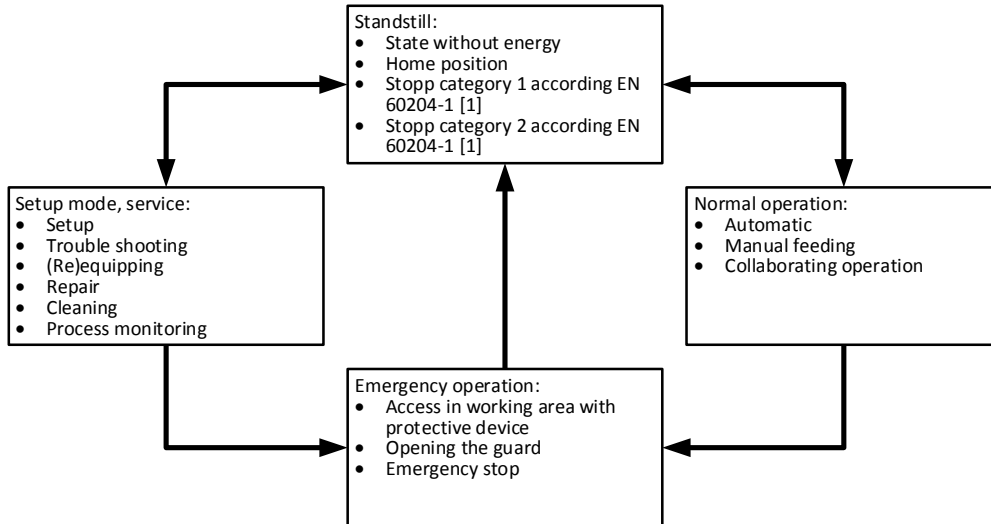 Standstill:
• State without energy
• Home position
• Stopp category 1 according EN
60204-1 [1]
• Stopp category 2 according EN
60204-1 [1]
Setup mode, service:
• Setup
• Trouble shooting
• (Re)equipping
• Repair
• Cleaning
• Process monitoring
Normal operation:
• Automatic
• Manual feeding
• Collaborating operation
Emergency operation:
• Access in working area with
protective device
• Opening the guard
• Emergency stop